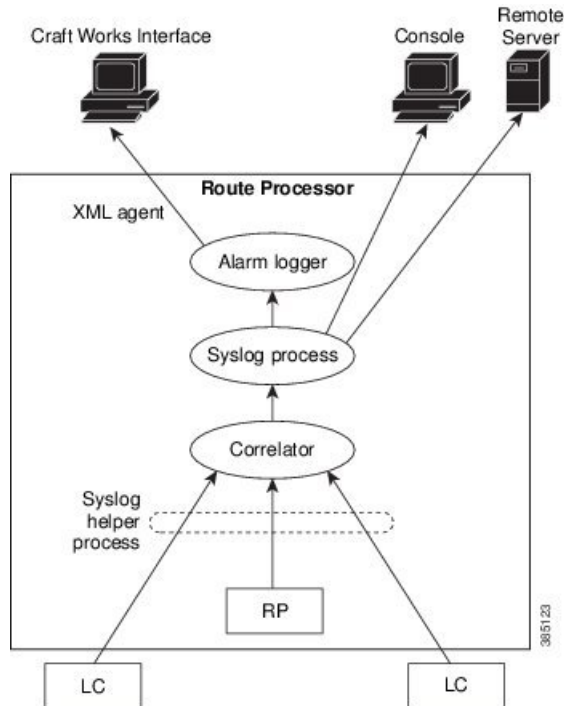 Craft Works Interface
Console
Remote
Server
Route Processor
XML agent
Alarm logger
Syslog process
Correlator
Syslog
helper
process
RP
LC
LC
385123